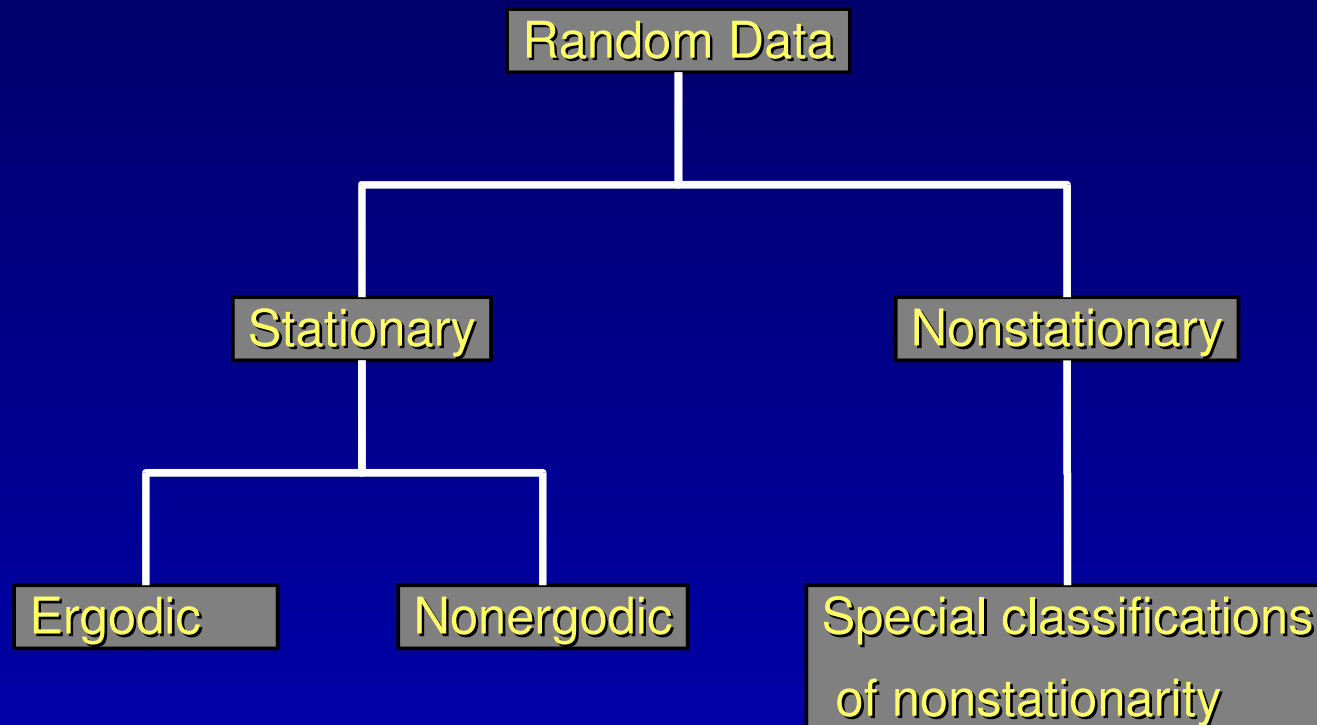 Random Data
Stationary
Nonstationary
Ergodic
Nonergodic
Special classifications
of nonstationarity